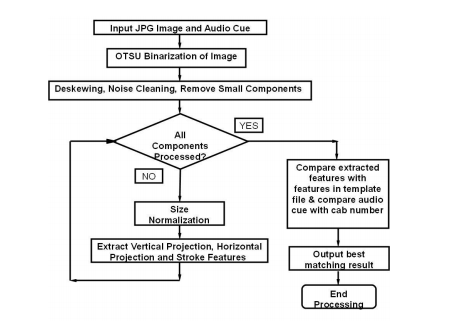 Input JPG Image and Audio Cue
OTSU Binarization of Image
Deskewing, Noise Cleaning, Remove Small Components
YES
All
Components
Processed?
NO
Size
Normalization
Extract Vertical Projection, Horizontal
Projection and Stroke Features
Compare extracted
features with
features in template
file & compare audio
cue with cab number
Output best
matching result
End
Processing